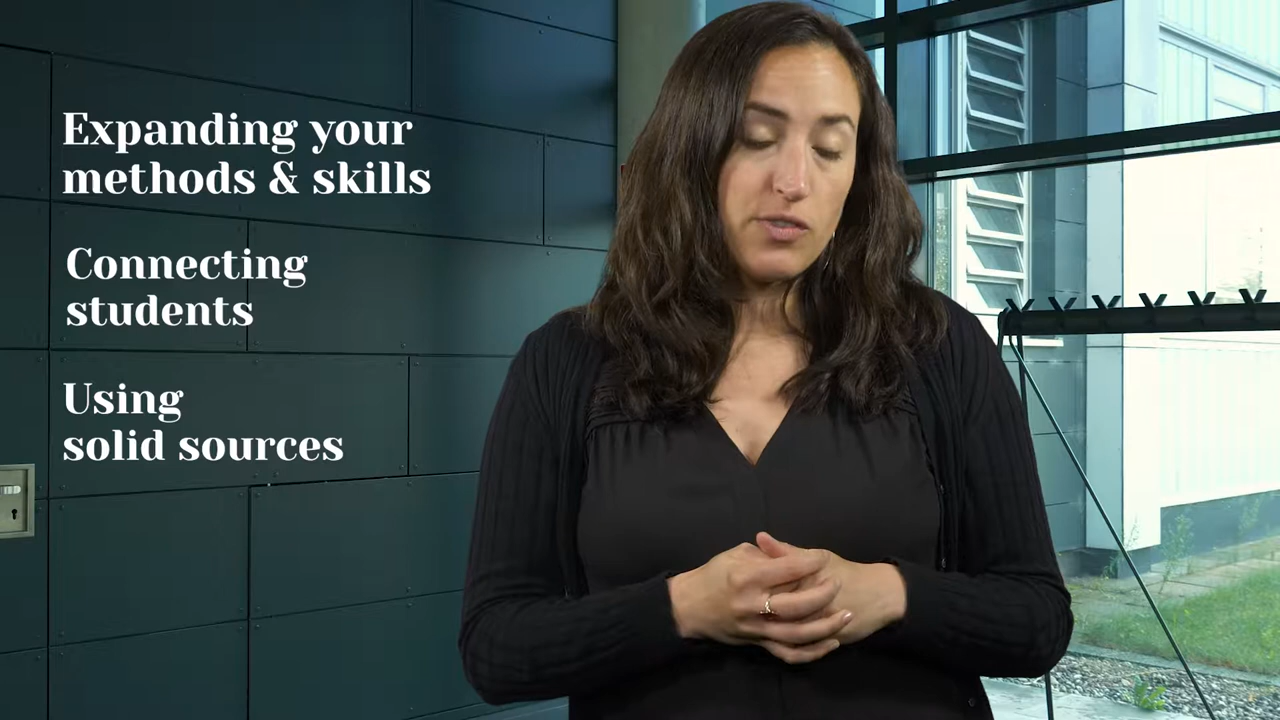 Expanding your
methods & skills
Connecting
students
Using
solid sources